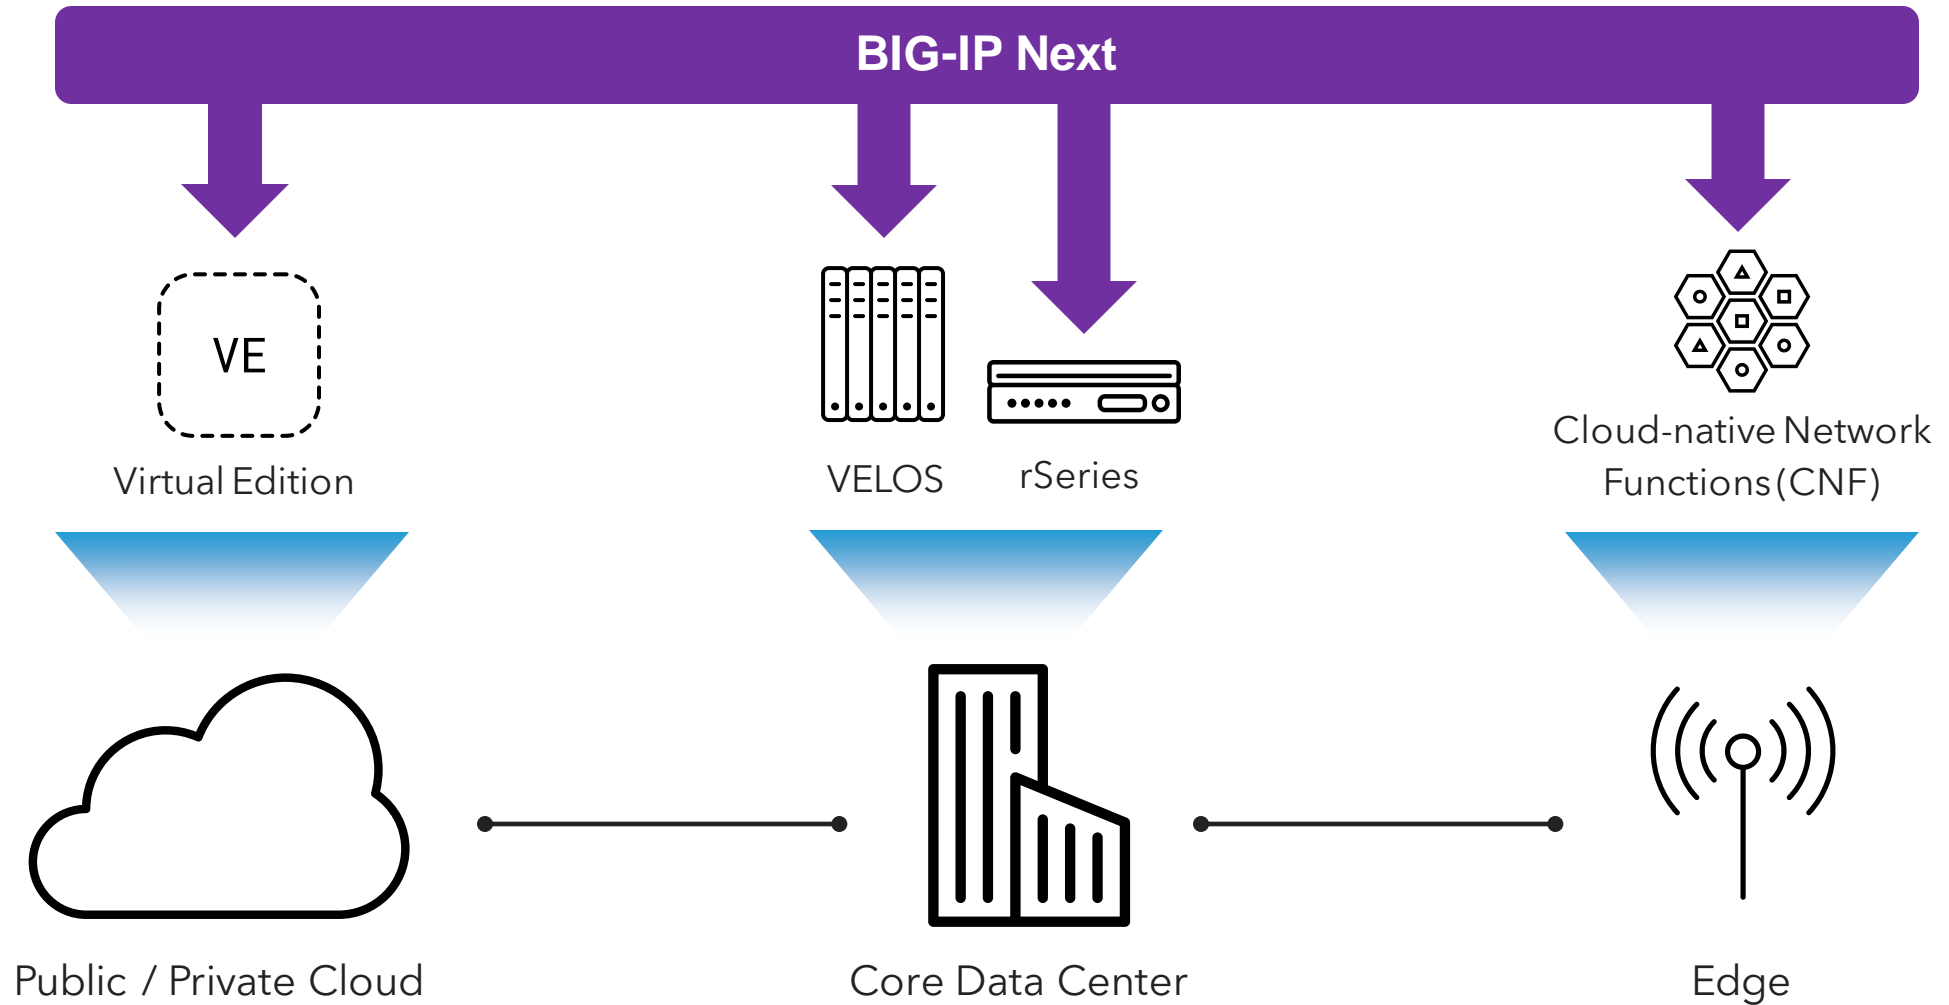 BIG-IP Next
VE
Virtual Edition
VELOS
rSeries
Cloud-native Network
Functions (CNF)
Public / Private Cloud
Core Data Center
Edge